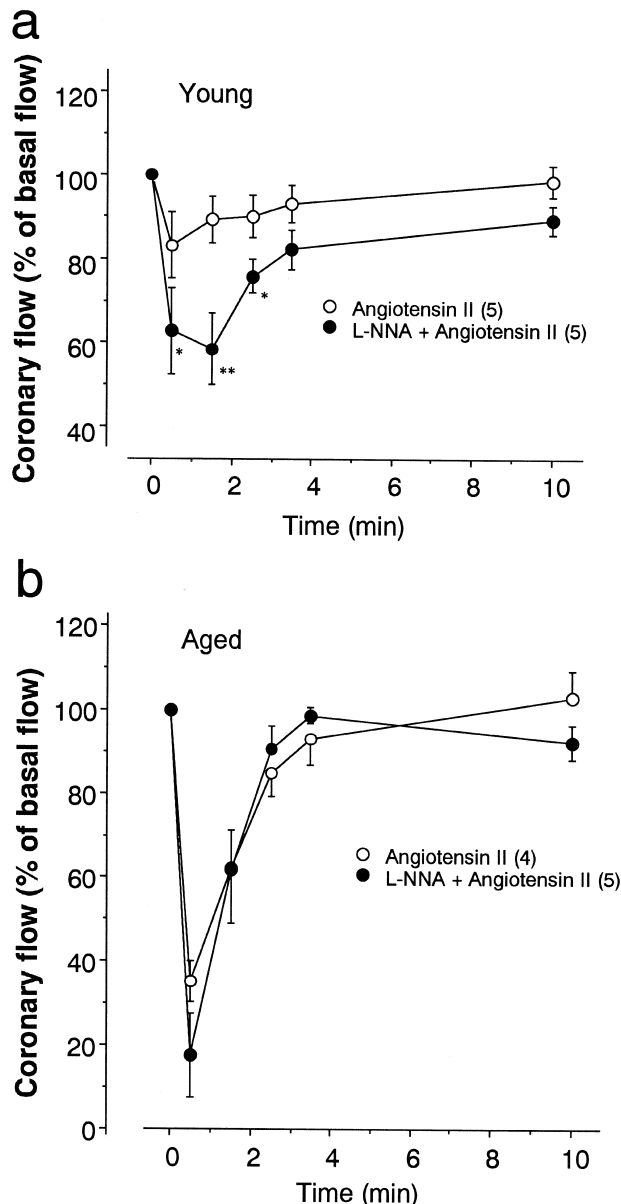 a
Coronary flow (% of basal flow)
Young
120
100
80
60
40
Angiotensin II (5)
L-NNA + Angiotensin II (5)
*
**
*
0 2 4 6 8 10
Time (min)
b
Coronary flow (% of basal flow)
Aged
120
100
80
60
40
20
0
Angiotensin II (4)
L-NNA + Angiotensin II (5)
0 2 4 6 8 10
Time (min)